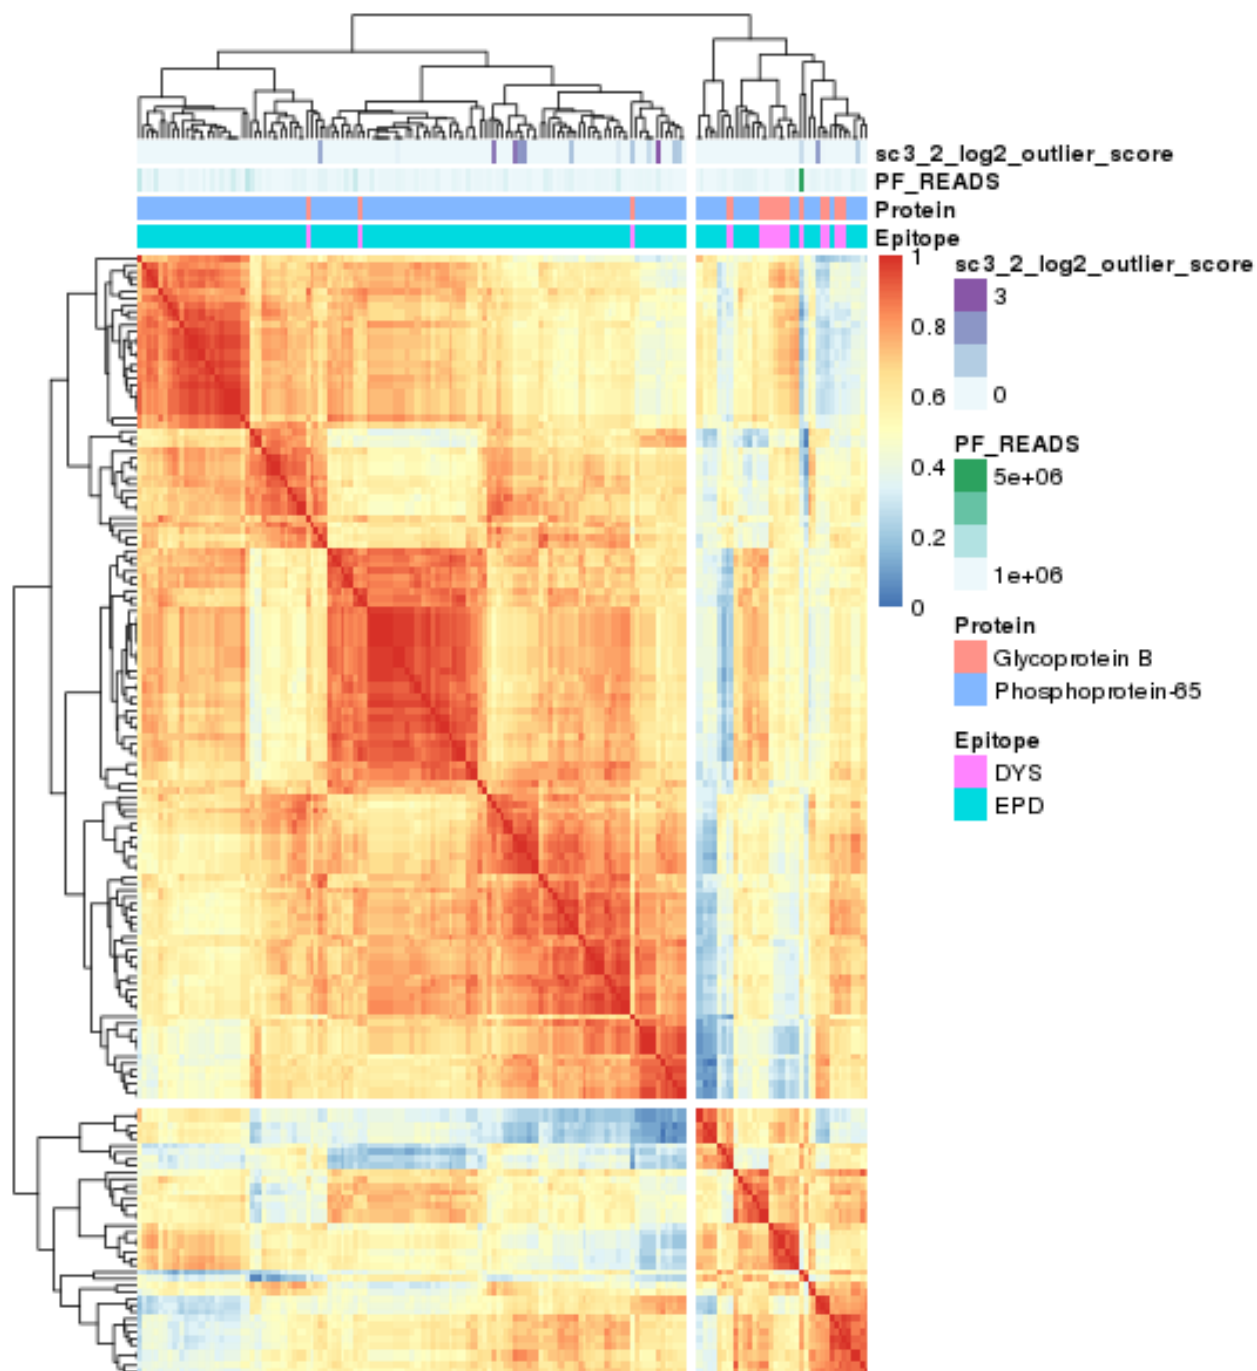 sc3_2_log2_outlier_score
PF_READS
Protein
Epitope
1
0.8
0.6
0.4
0.2
0
sc3_2_log2_outlier_score
3
0
PF_READS
5e+06
1e+06
Protein
Glycoprotein B
Phosphoprotein-65
Epitope
DYS
EPD